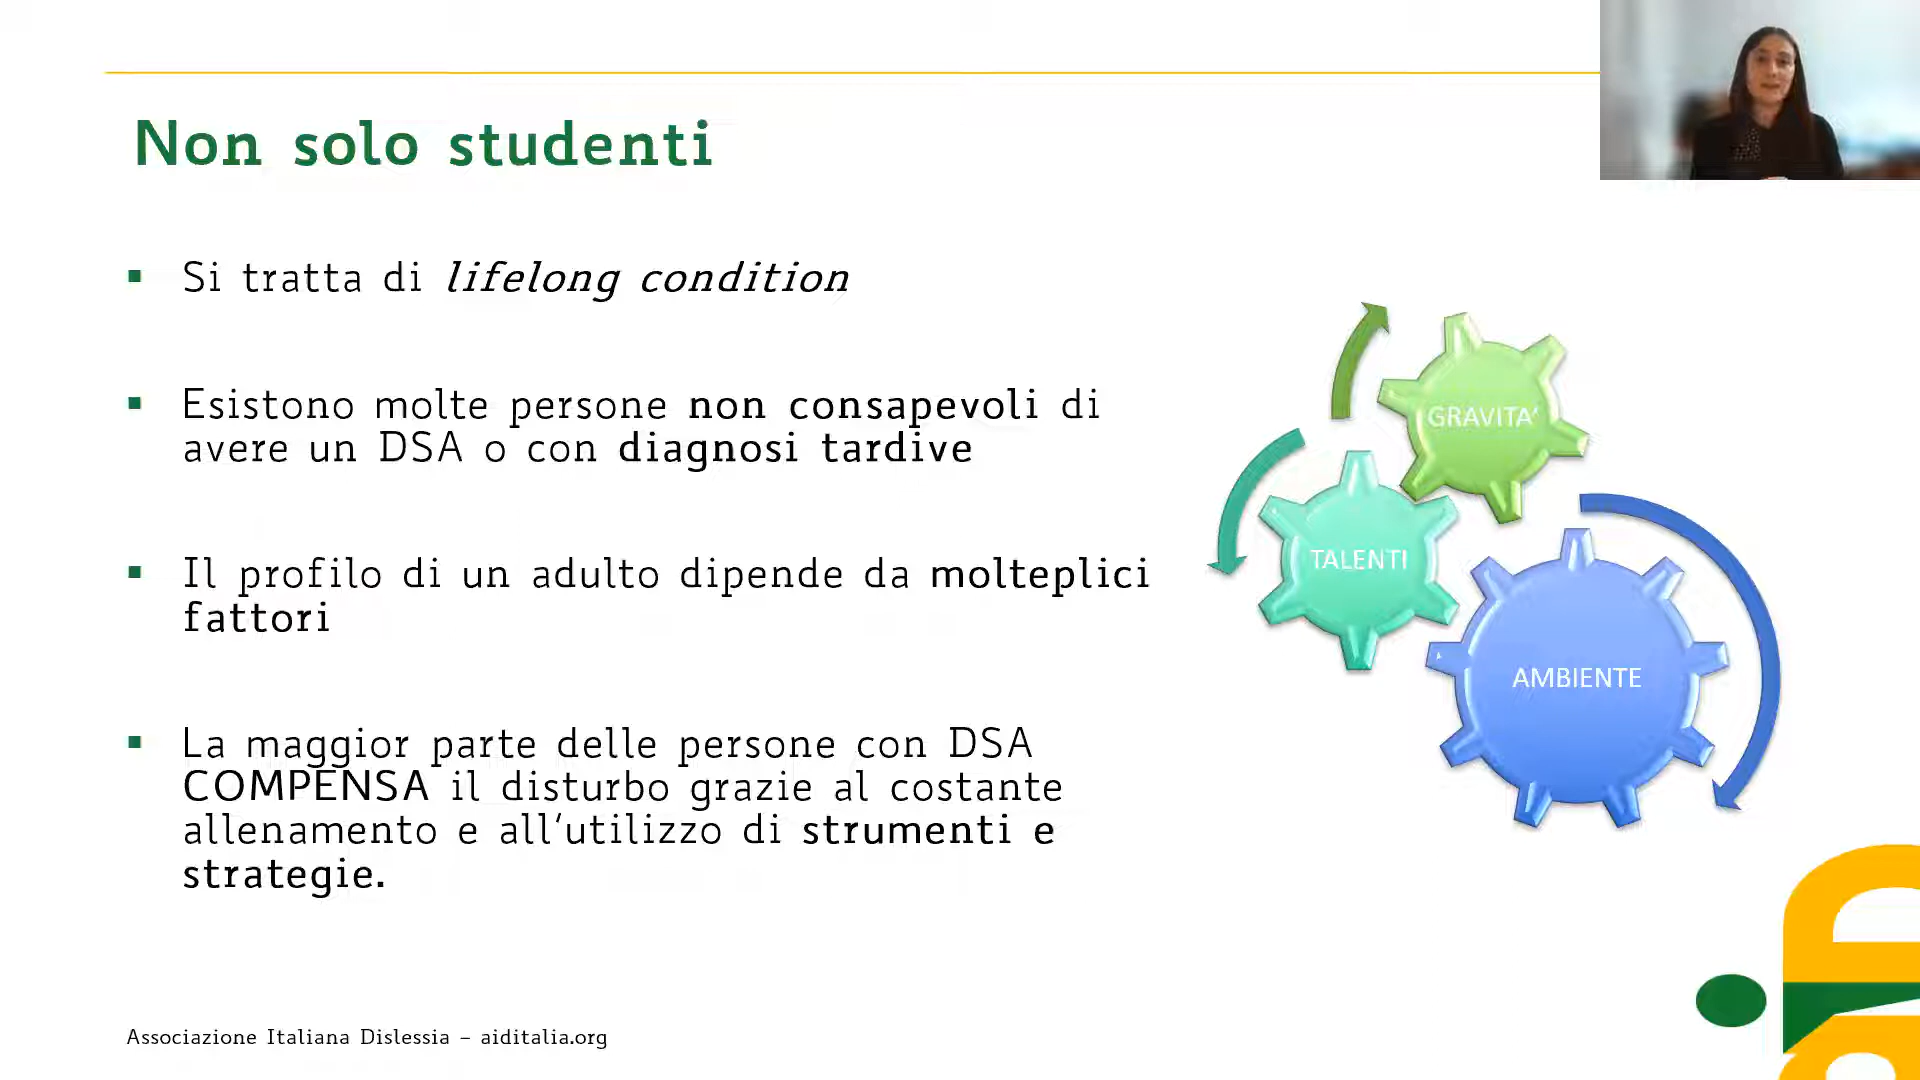 Non solo studenti
Si tratta di lifelong condition
Esistono molte persone non consapevoli di
avere un DSA o con diagnosi tardive
Il profilo di un adulto dipende da molteplici
fattori
La maggior parte delle persone con DSA
COMPENSA il disturbo grazie al costante
allenamento e all'utilizzo di strumenti e
strategie.
GRAVITA'
TALENTI
AMBIENTE
Associazione Italiana Dislessia – aiditalia.org